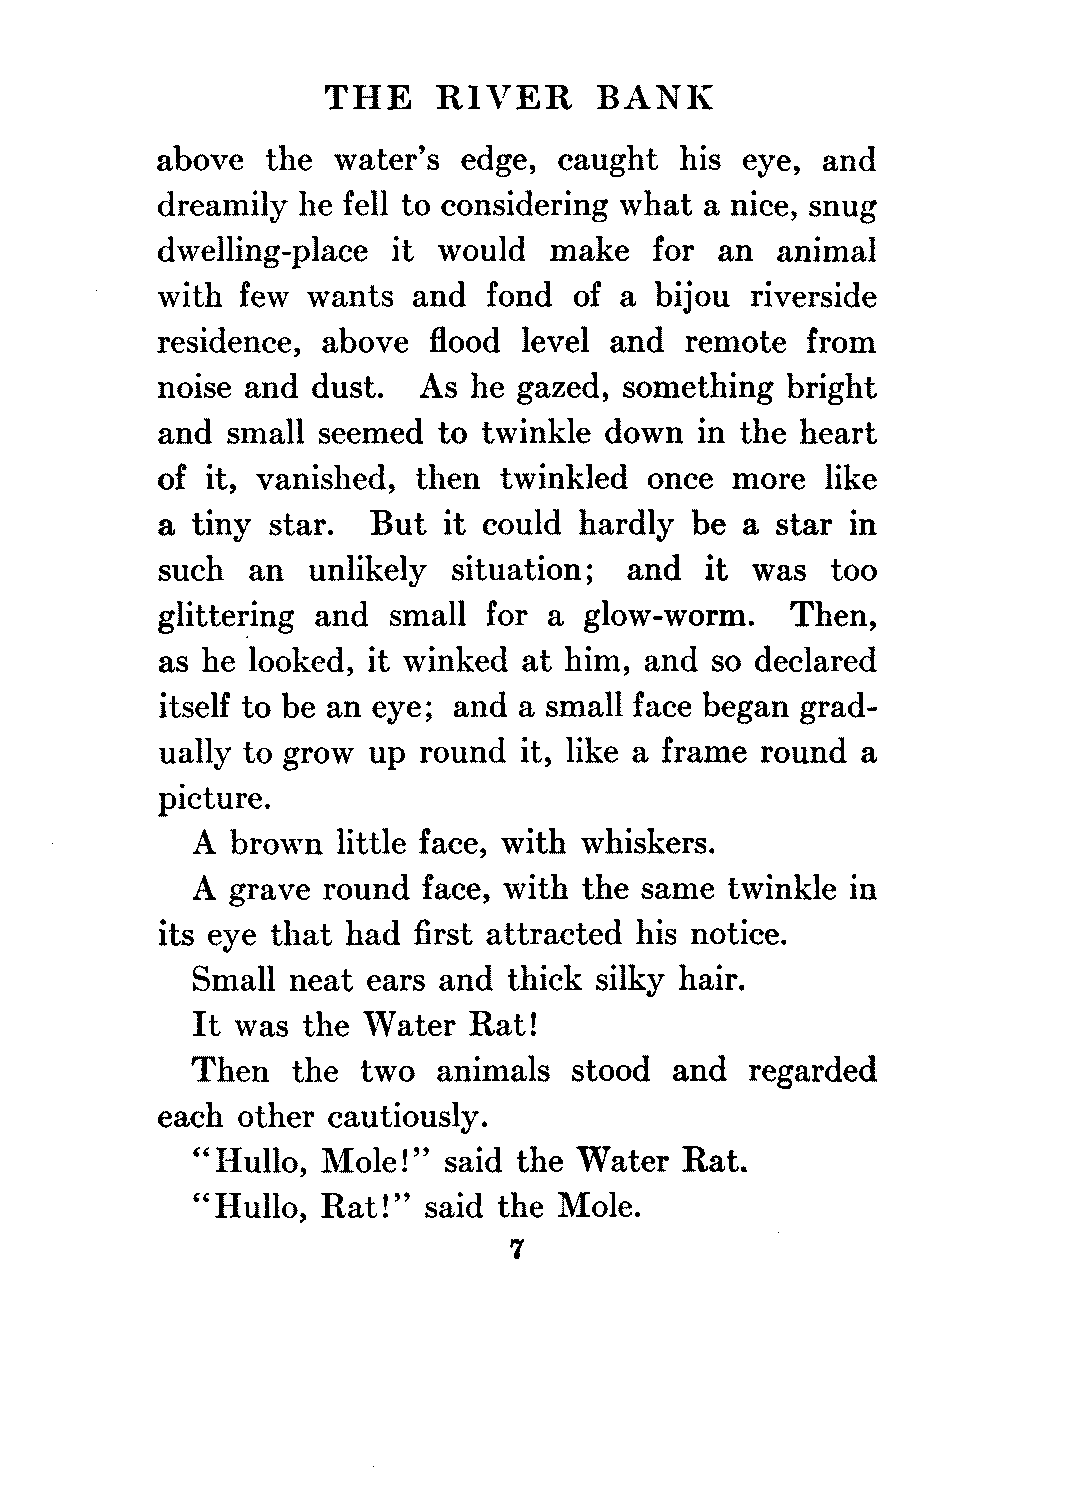 THE RIVER BANK
above the water's edge, caught his eye, and
dreamily he fell to considering what a nice, snug
dwelling-place it would make for an animal
with few wants and fond of a bijou riverside
residence, above flood level and remote from
noise and dust. As he gazed, something bright
and small seemed to twinkle down in the heart
of it, vanished, then twinkled once more like
a tiny star. But it could hardly be a star in
such an unlikely situation; and it was too
glittering and small for a glow-worm. Then,
as he looked, it winked at him, and so declared
itself to be an eye; and a small face began grad-
ually to grow up round it, like a frame round a
picture.
A brown little face, with whiskers.
A grave round face, with the same twinkle in
its eye that had first attracted his notice.
Small neat ears and thick silky hair.
It was the Water Rat!
Then the two animals stood and regarded
each other cautiously.
"Hullo, Mole!" said the Water Rat.
"Hullo, Rat!" said the Mole.
7